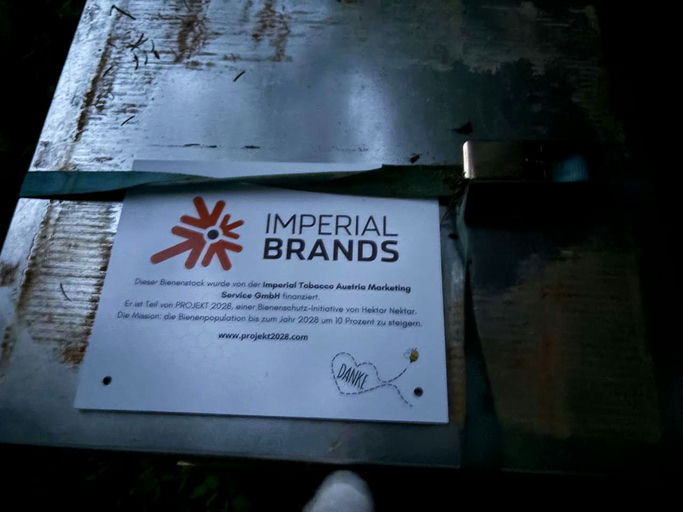 IMPERIAL
BRANDS
Dieser Bienenstock wurde von der Imperial Tobacco Austria Marketing
Service GmbH finanziert.
Er ist Teil von PROJEKT 2028, einer Bienenschutz-Initiative von Hektar Nektar.
Die Mission: die Bienenpopulation bis zum Jahr 2028 um 10 Prozent zu steigern.
www.projekt2028.com
DANKE